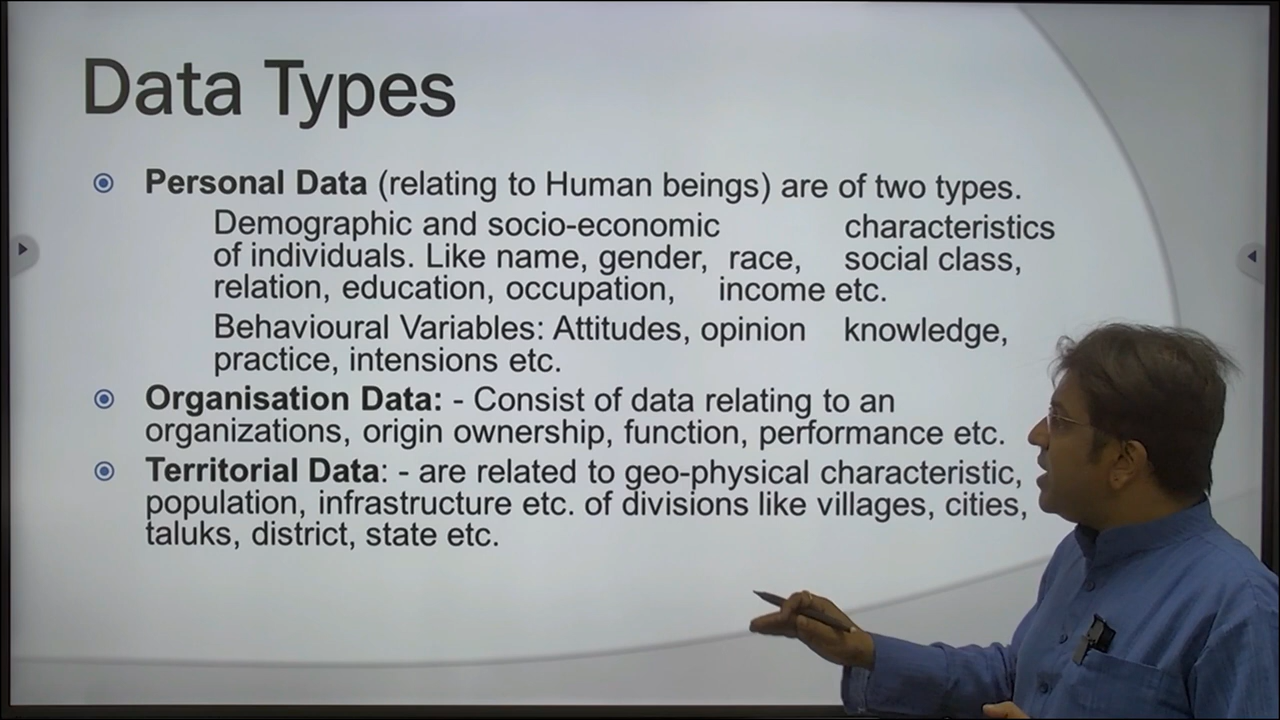 Data Types
Personal Data (relating to Human beings) are of two types.
Demographic and socio-economic characteristics
of individuals. Like name, gender, race, social class,
relation, education, occupation, income etc.
Behavioural Variables: Attitudes, opinion knowledge,
practice, intensions etc.
Organisation Data: - Consist of data relating to an
organizations, origin ownership, function, performance etc.
Territorial Data: - are related to geo-physical characteristic,
population, infrastructure etc. of divisions like villages, cities,
taluks, district, state etc.